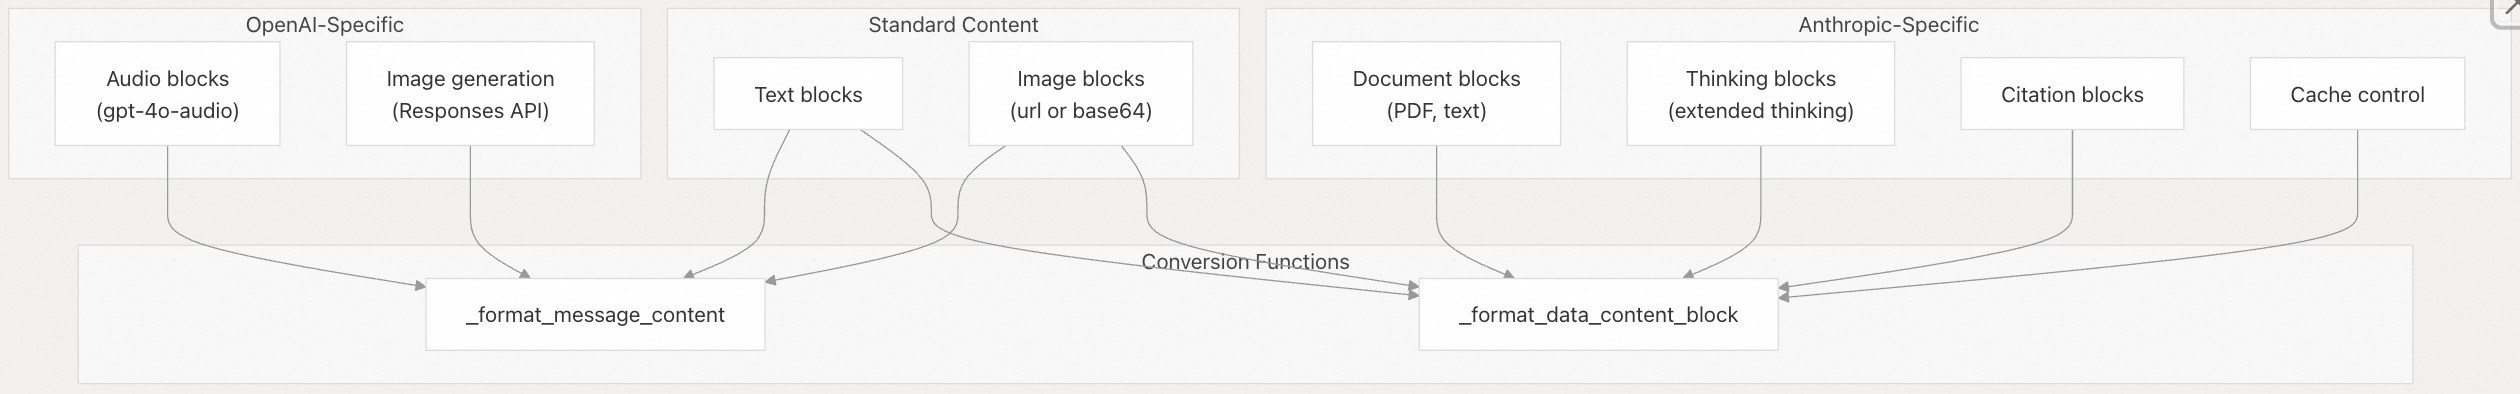 OpenAI-Specific
Standard Content
Anthropic-Specific
Audio blocks
(gpt-4o-audio)
Image generation
(Responses API)
Text blocks
Image blocks
(url or base64)
Document blocks
(PDF, text)
Thinking blocks
(extended thinking)
Citation blocks
Cache control
Conversion Functions
_format_message_content
_format_data_content_block